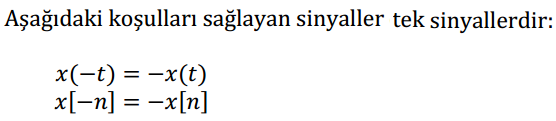 Aşağıdaki koşulları sağlayan sinyaller tek sinyallerdir:
x(−t) = −x(t)
x[−n] = −x[n]